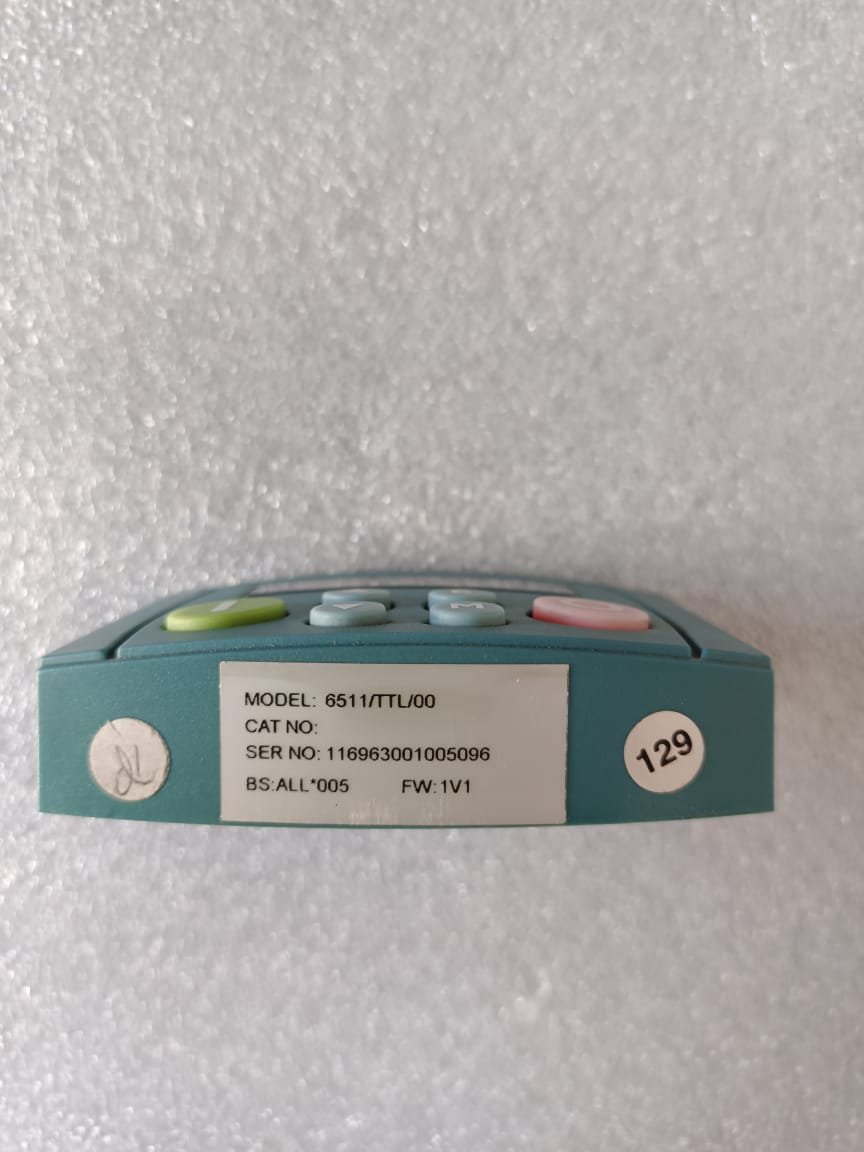 M
MODEL: 6511/TTL/00
CAT NO:
SER NO: 116963001005096
BS:ALL*005 FW:1V1
129